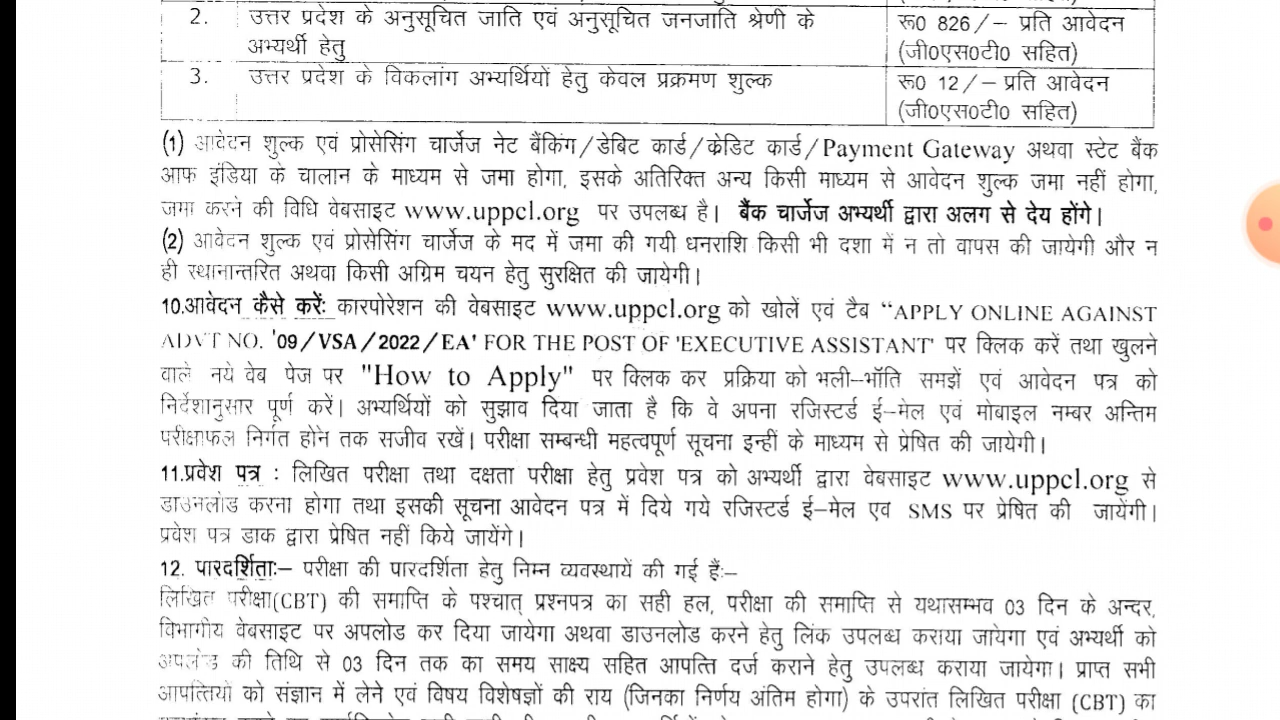 2. उत्तर प्रदेश के अनुसूचित जाति एवं अनुसूचित जनजाति श्रेणी के रू0 826/– प्रति आवेदन
अभ्यर्थी हेतु (जी0एस0टी0 सहित)
3. उत्तर प्रदेश के विकलांग अभ्यर्थियों हेतु केवल प्रक्रमण शुल्क रू0 12/– प्रति आवेदन
(जी0एस0टी0 सहित)
(1) आवेदन शुल्क एवं प्रोसेसिंग चार्जेज नेट बैंकिंग/डेबिट कार्ड/क्रेडिट कार्ड/Payment Gateway अथवा स्टेट बैंक
आफ इंडिया के चालान के माध्यम से जमा होगा, इसके अतिरिक्त अन्य किसी माध्यम से आवेदन शुल्क जमा नहीं होगा,
जमा करने की विधि वेबसाइट www.uppcl.org पर उपलब्ध है। बैंक चार्जेज अभ्यर्थी द्वारा अलग से देय होंगे।
(2) आवेदन शुल्क एवं प्रोसेसिंग चार्जेज के मद में जमा की गयी धनराशि किसी भी दशा में न तो वापस की जायेगी और न
ही स्थानान्तरित अथवा किसी अग्रिम चयन हेतु सुरक्षित की जायेगी।
10.आवेदन कैसे करेंः कारपोरेशन की वेबसाइट www.uppcl.org को खोलें एवं टैब “APPLY ONLINE AGAINST
ADVT NO. '09/VSA/2022/EA' FOR THE POST OF 'EXECUTIVE ASSISTANT' पर क्लिक करें तथा खुलने
वाले नये वेब पेज पर "How to Apply" पर क्लिक कर प्रक्रिया को भली–भॉति समझें एवं आवेदन पत्र को
निर्देशानुसार पूर्ण करें। अभ्यर्थियों को सुझाव दिया जाता है कि वे अपना रजिस्टर्ड ई–मेल एवं मोबाइल नम्बर अन्तिम
परीक्षाफल निर्गत होने तक सजीव रखें। परीक्षा सम्बन्धी महत्वपूर्ण सूचना इन्हीं के माध्यम से प्रेषित की जायेगी।
11.प्रवेश पत्र : लिखित परीक्षा तथा दक्षता परीक्षा हेतु प्रवेश पत्र को अभ्यर्थी द्वारा वेबसाइट www.uppcl.org से
डाउनलोड करना होगा तथा इसकी सूचना आवेदन पत्र में दिये गये रजिस्टर्ड ई–मेल एव SMS पर प्रेषित की जायेंगी।
प्रवेश पत्र डाक द्वारा प्रेषित नहीं किये जायेंगे।
12. पारदर्शिताः– परीक्षा की पारदर्शिता हेतु निम्न व्यवस्थायें की गई हैः–
लिखित परीक्षा(CBT) की समाप्ति के पश्चात् प्रश्नपत्र का सही हल, परीक्षा की समाप्ति से यथासम्भव 03 दिन के अन्दर,
विभागीय वेबसाइट पर अपलोड कर दिया जायेगा अथवा डाउनलोड करने हेतु लिंक उपलब्ध कराया जायेगा एवं अभ्यर्थी को
अपलोड की तिथि से 03 दिन तक का समय साक्ष्य सहित आपत्ति दर्ज कराने हेतु उपलब्ध कराया जायेगा। प्राप्त सभी
आपत्तियों को संज्ञान में लेने एवं विषय विशेषज्ञों की राय (जिनका निर्णय अंतिम होगा) के उपरांत लिखित परीक्षा (CBT) का